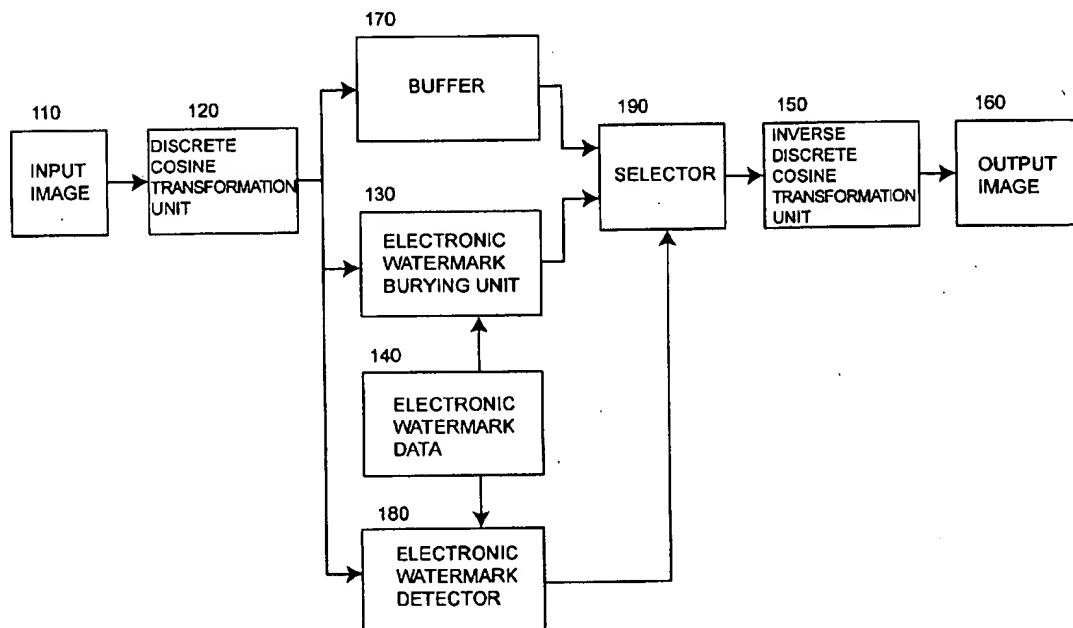 170
BUFFER
110
INPUT
IMAGE
120
DISCRETE
COSINE
TRANSFORMATION
UNIT
130
ELECTRONIC
WATERMARK
BURYING UNIT
140
ELECTRONIC
WATERMARK
DATA
180
ELECTRONIC
WATERMARK
DETECTOR
190
SELECTOR
150
INVERSE
DISCRETE
COSINE
TRANSFORMATION
UNIT
160
OUTPUT
IMAGE